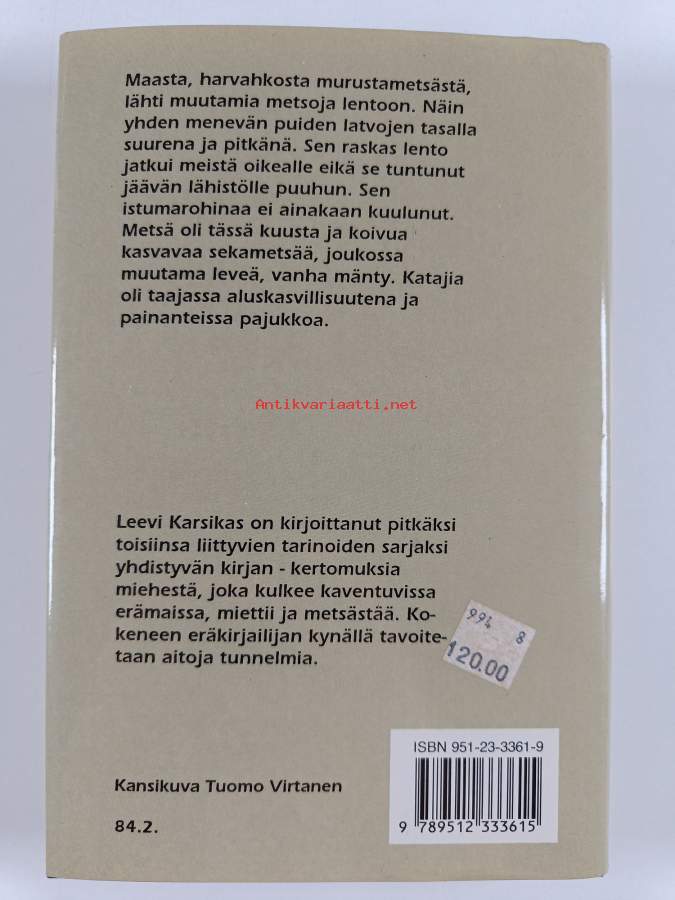 Maasta, harvahkosta murustametsästä,
lähti muutamia metsoja lentoon. Näin
yhden menevän puiden latvojen tasalla
suurena ja pitkänä. Sen raskas lento
jatkui meistä oikealle eikä se tuntunut
jäävän lähistölle puuhun. Sen
istumarohinaa ei ainakaan kuulunut.
Metsä oli tässä kuusta ja koivua
kasvavaa sekametsää, joukossa
muutama leveä, vanha mänty. Katajia
oli taajassa aluskasvillisuutena ja
painanteissa pajukkoa.
Antikvariaatti.net
Leevi Karsikas on kirjoittanut pitkäksi
toisiinsa liittyvien tarinoiden sarjaksi
yhdistyvän kirjan - kertomuksia
miehestä, joka kulkee kaventuvissa
erämaissa, miettii ja metsästää. Ko-
keneen eräkirjailijan kynällä tavoite-
taan aitoja tunnelmia.
994 8
120.00
ISBN 951-23-3361-9
9 789512 333615
Kansikuva Tuomo Virtanen
84.2.